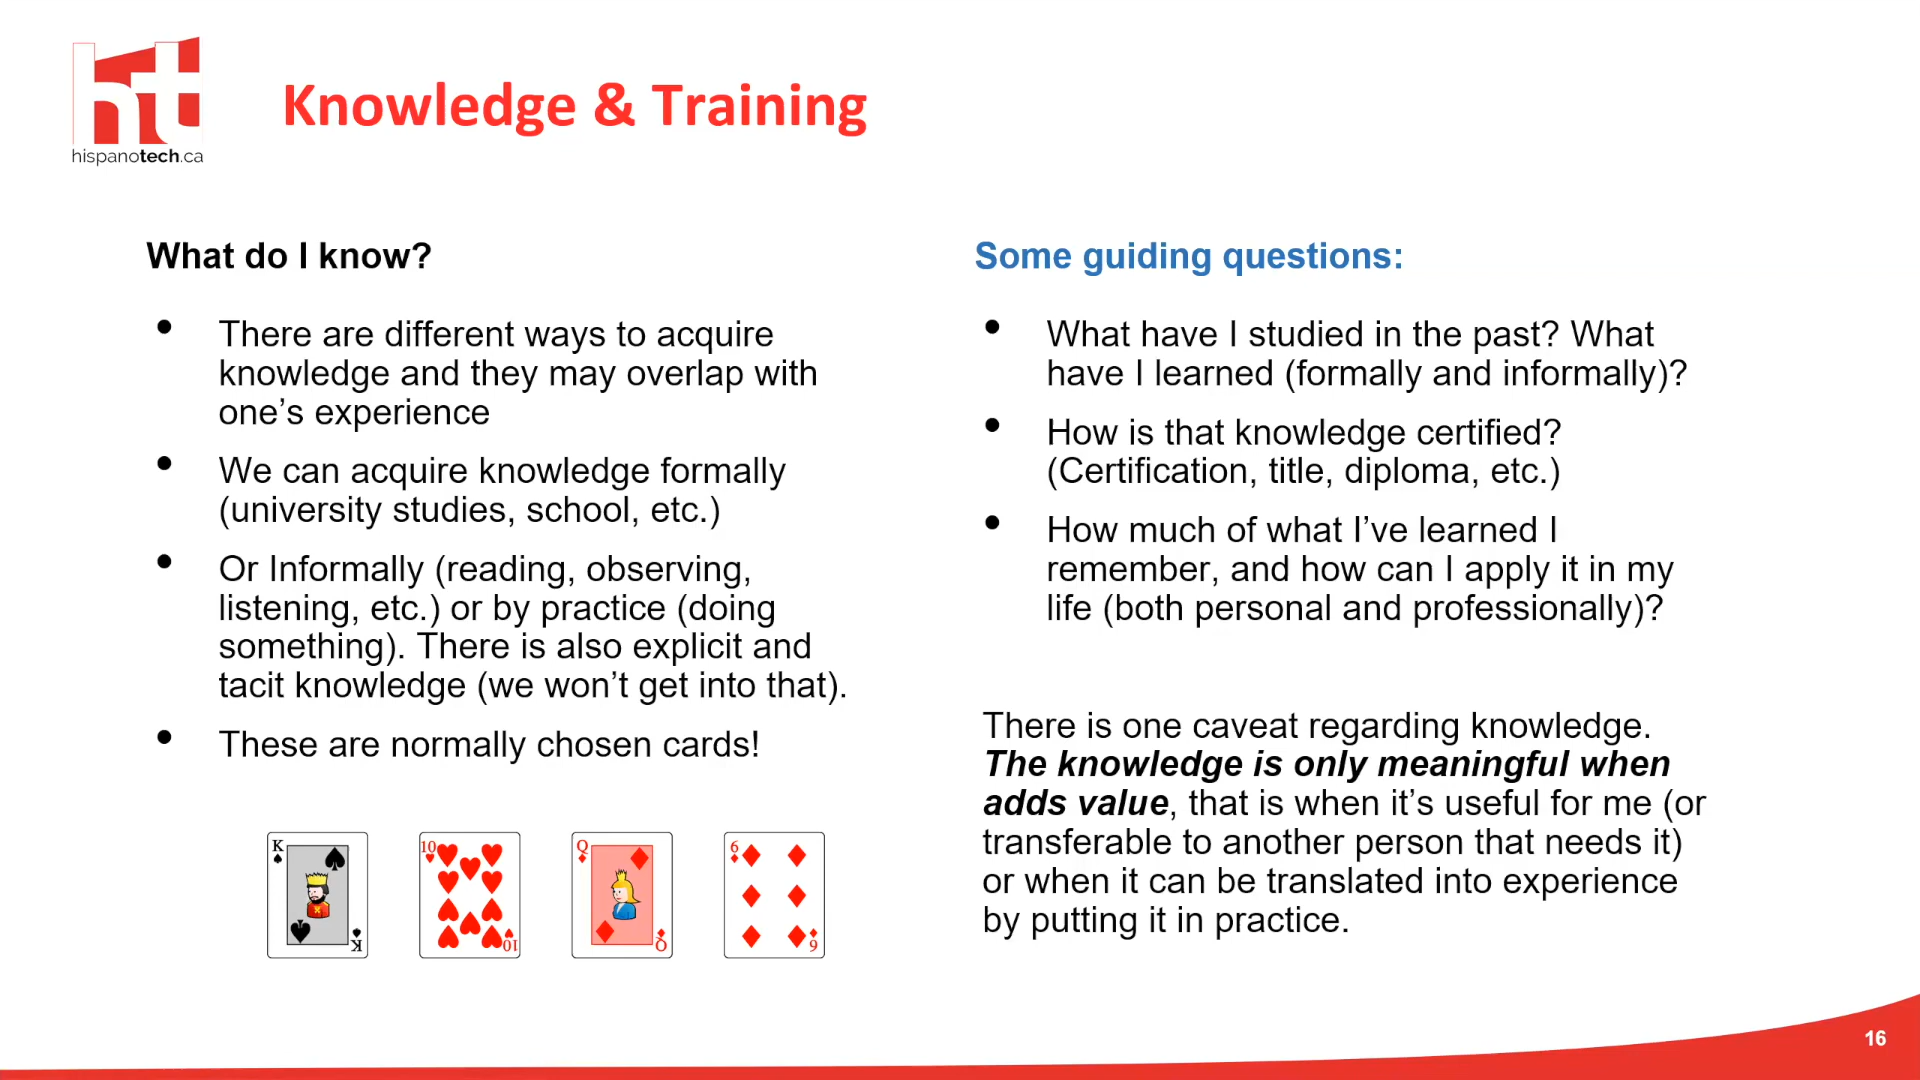 ht
hispanotech.ca
Knowledge & Training
What do I know?
• There are different ways to acquire
knowledge and they may overlap with
one’s experience
• We can acquire knowledge formally
(university studies, school, etc.)
• Or Informally (reading, observing,
listening, etc.) or by practice (doing
something). There is also explicit and
tacit knowledge (we won’t get into that).
• These are normally chosen cards!
K
K
10
10
Q
Q
6
6
Some guiding questions:
• What have I studied in the past? What
have I learned (formally and informally)?
• How is that knowledge certified?
(Certification, title, diploma, etc.)
• How much of what I’ve learned I
remember, and how can I apply it in my
life (both personal and professionally)?
There is one caveat regarding knowledge.
The knowledge is only meaningful when
adds value, that is when it’s useful for me (or
transferable to another person that needs it)
or when it can be translated into experience
by putting it in practice.
16